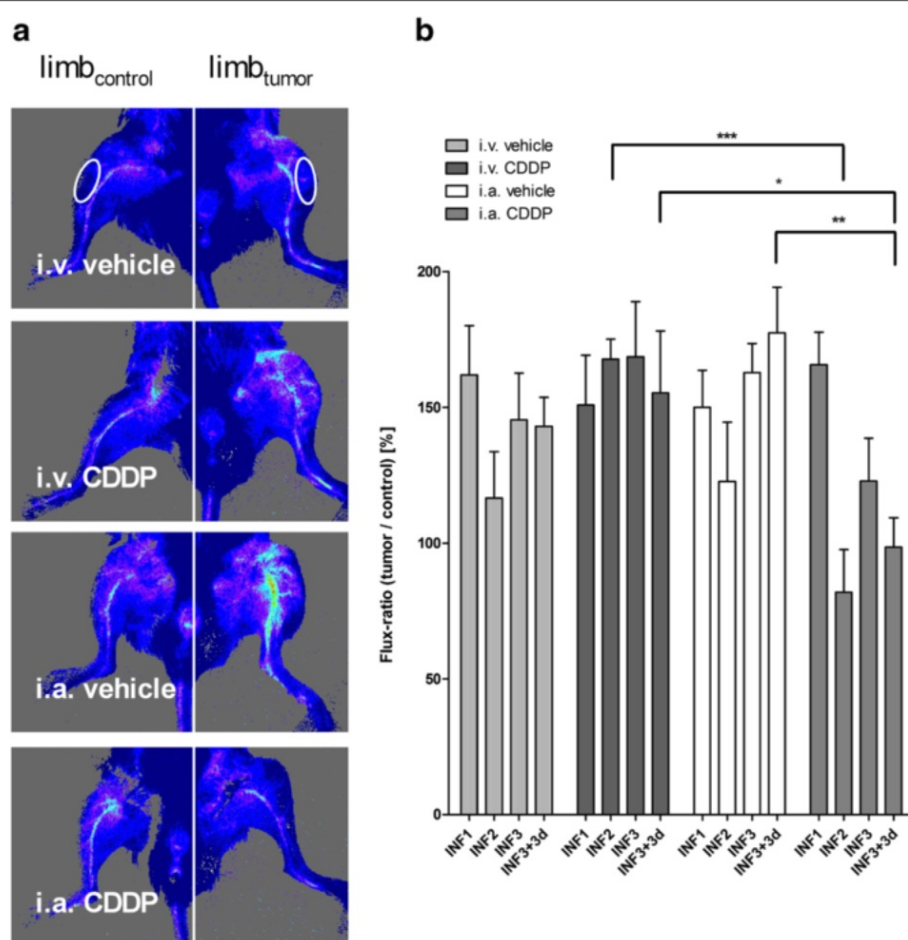 a
limbcontrol
limbtumor
i.v. vehicle
i.v. CDDP
i.a. vehicle
i.a. CDDP
b
i.v. vehicle
i.v. CDDP
i.a. vehicle
i.a. CDDP
***
*
**
Flux-ratio (tumor / control) [%]
200
150
100
50
0
INF1 INF2 INF3 INF3+3d INF1 INF2 INF3 INF3+3d INF1 INF2 INF3 INF3+3d INF1 INF2 INF3 INF3+3d